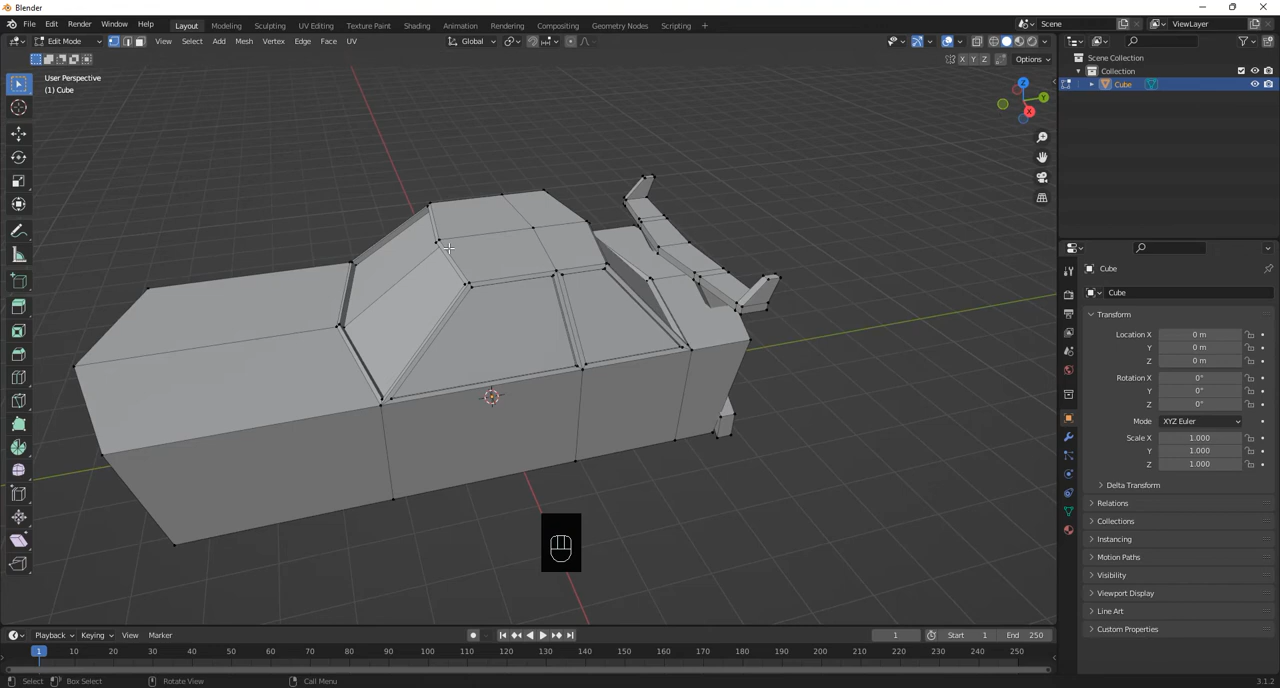 Blender
File Edit Render Window Help Layout Modeling Sculpting UV Editing Texture Paint Shading Animation Rendering Compositing Geometry Nodes Scripting + Scene ViewLayer
Edit Mode View Select Add Mesh Vertex Edge Face UV Global
X Y Z Options
User Perspective
(1) Cube
Scene Collection
Collection
Cube
Z
Y
X
Cube
Cube
Transform
Location X 0 m
Y 0 m
Z 0 m
Rotation X 0°
Y 0°
Z 0°
Mode XYZ Euler
Scale X 1.000
Y 1.000
Z 1.000
Delta Transform
Relations
Collections
Instancing
Motion Paths
Visibility
Viewport Display
Line Art
Custom Properties
Playback Keying View Marker 1 Start 1 End 250
1 10 20 30 40 50 60 70 80 90 100 110 120 130 140 150 160 170 180 190 200 210 220 230 240 250
Select Box Select Rotate View Call Menu 3.1.2